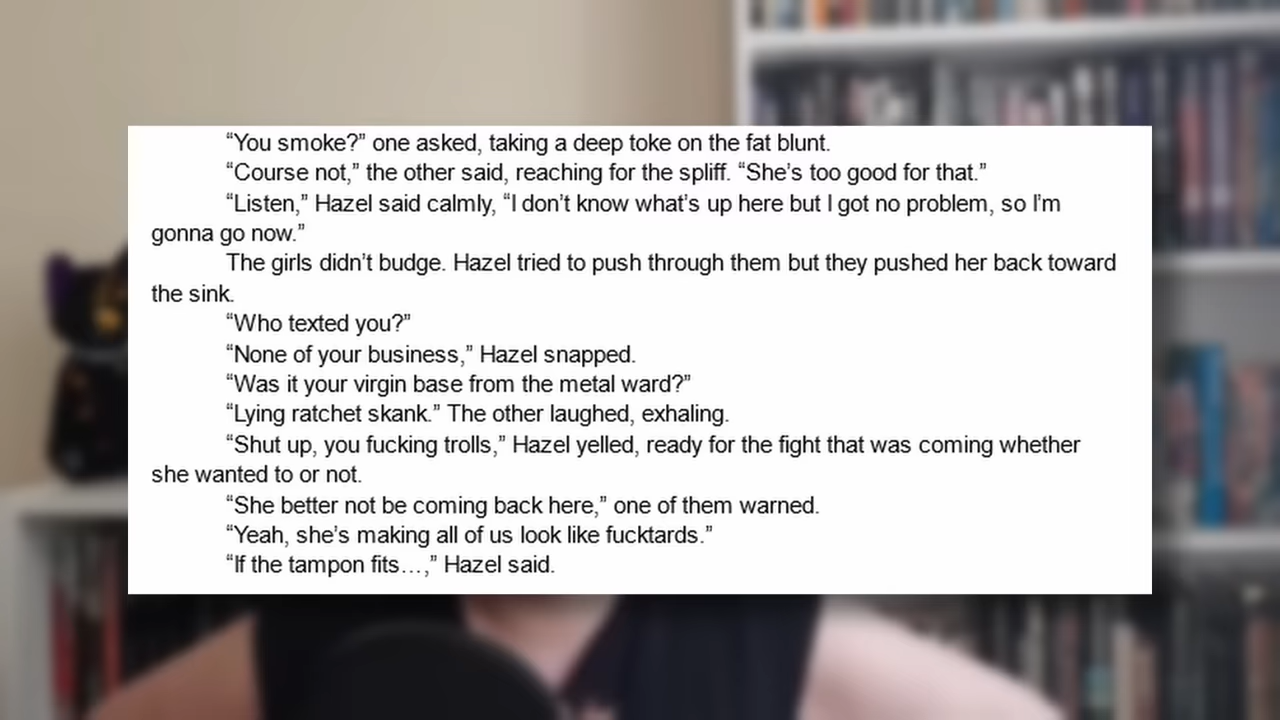 “You smoke?” one asked, taking a deep toke on the fat blunt.
“Course not,” the other said, reaching for the spliff. “She’s too good for that.”
“Listen,” Hazel said calmly, “I don’t know what’s up here but I got no problem, so I’m
gonna go now.”
The girls didn’t budge. Hazel tried to push through them but they pushed her back toward
the sink.
“Who texted you?”
“None of your business,” Hazel snapped.
“Was it your virgin base from the metal ward?”
“Lying ratchet skank.” The other laughed, exhaling.
“Shut up, you fucking trolls,” Hazel yelled, ready for the fight that was coming whether
she wanted to or not.
“She better not be coming back here,” one of them warned.
“Yeah, she’s making all of us look like fucktards.”
“If the tampon fits…,” Hazel said.